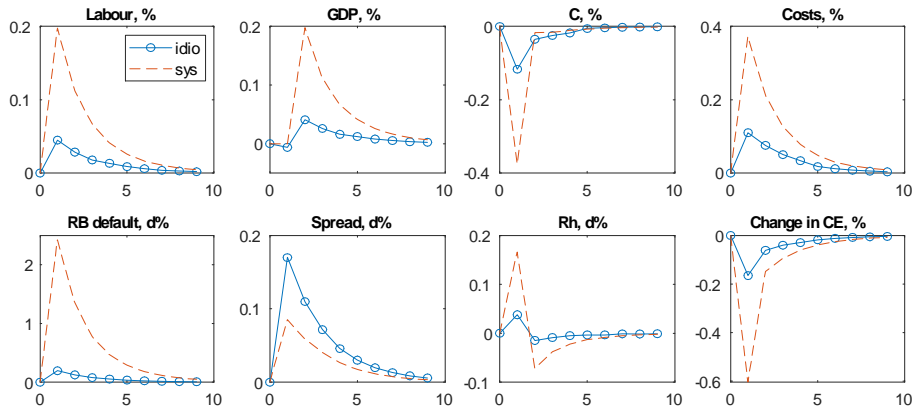 Labour, %
GDP, %
C, %
Costs, %
0.2
0.1
0
0 5 10
idio
sys
0.2
0.1
0
0 5 10
0
-0.2
-0.4
0 5 10
0.4
0.2
0
0 5 10
RB default, d%
Spread, d%
Rh, d%
Change in CE, %
2
1
0
0 5 10
0.2
0.1
0
0 5 10
0.2
0.1
0
-0.1
0 5 10
0
-0.2
-0.4
-0.6
0 5 10